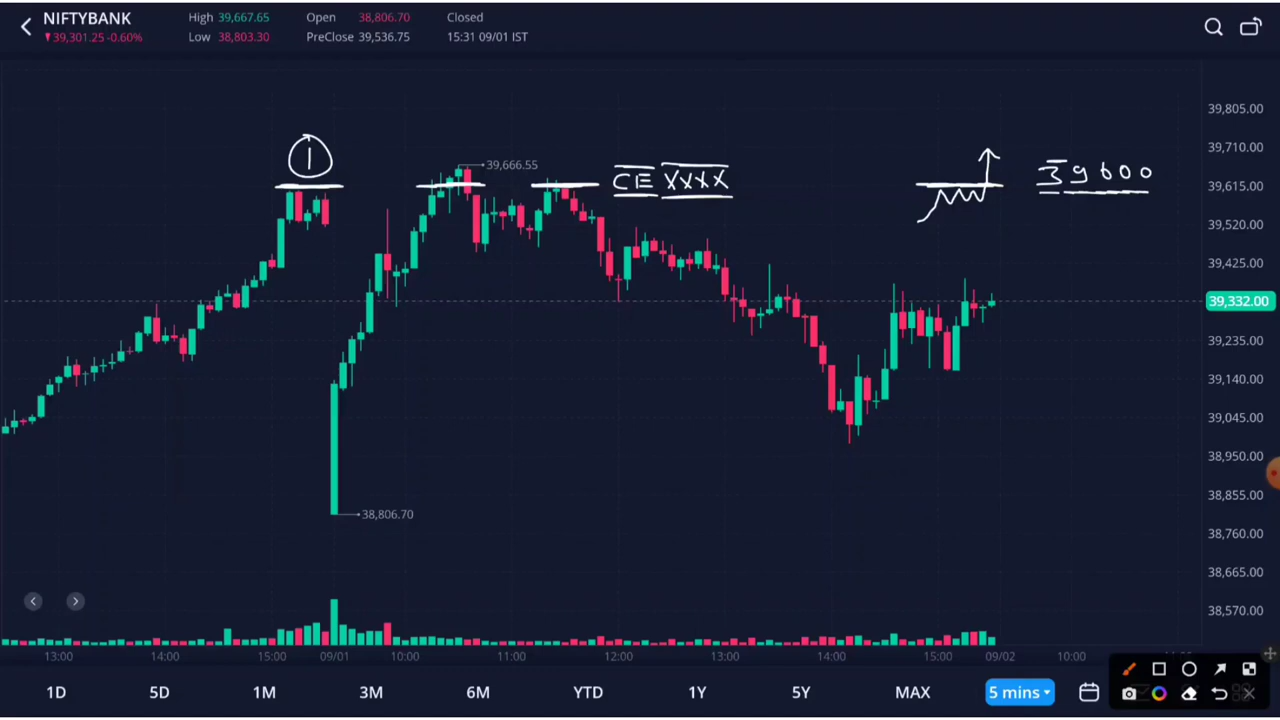 NIFTYBANK
▼39,301.25 -0.60%
High 39,667.65
Low 38,803.30
Open 38,806.70
PreClose 39,536.75
Closed
15:31 09/01 IST
39,805.00
39,710.00
39,615.00
39,520.00
39,425.00
39,332.00
39,235.00
39,140.00
39,045.00
38,950.00
38,855.00
38,760.00
38,665.00
38,570.00
1
39,666.55
CE XXXX
39600
38,806.70
13:00 14:00 15:00 09/01 10:00 11:00 12:00 13:00 14:00 15:00 09/02 10:00
1D 5D 1M 3M 6M YTD 1Y 5Y MAX 5 mins